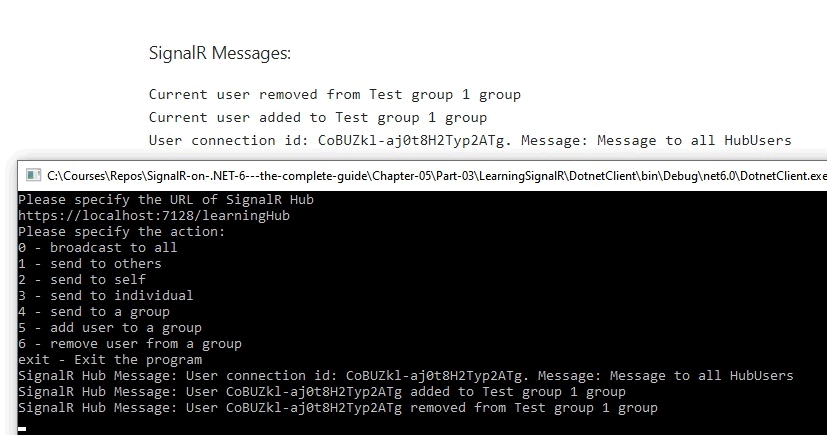 SignalR Messages:
Current user removed from Test group 1 group
Current user added to Test group 1 group
User connection id: CoBUZkl-aj0t8H2Typ2ATg. Message: Message to all HubUsers
C:\Courses\Repos\SignalR-on-.NET-6---the-complete-guide\Chapter-05\Part-03\LearningSignalR\DotnetClient\bin\Debug\net6.0\DotnetClient.exe
Please specify the URL of SignalR Hub
https://localhost:7128/learningHub
Please specify the action:
0 - broadcast to all
1 - send to others
2 - send to self
3 - send to individual
4 - send to a group
5 - add user to a group
6 - remove user from a group
exit - Exit the program
SignalR Hub Message: User connection id: CoBUZkl-aj0t8H2Typ2ATg. Message: Message to all HubUsers
SignalR Hub Message: User CoBUZkl-aj0t8H2Typ2ATg added to Test group 1 group
SignalR Hub Message: User CoBUZkl-aj0t8H2Typ2ATg removed from Test group 1 group